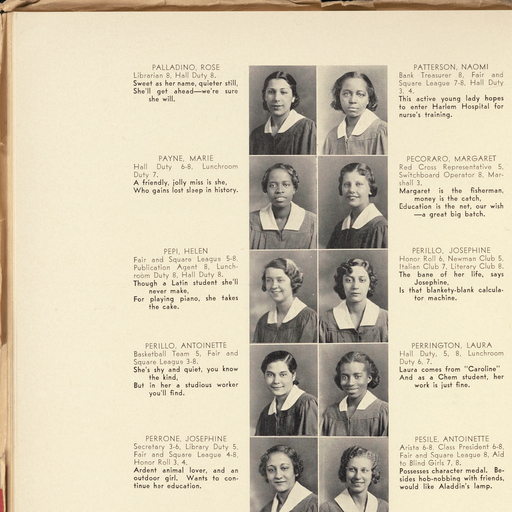 PALLADINO, ROSE
Librarian 8, Hall Duty 8.
Sweet as her name, quieter still,
She'll get ahead—we're sure
she will.
PAYNE, MARIE
Hall Duty 6-8, Lunchroom
Duty 7.
A friendly, jolly miss is she,
Who gains lost sleep in history.
PEPI, HELEN
Fair and Square League 5-8,
Publication Agent 8, Lunch-
room Duty 8, Hall Duty 8.
Though a Latin student she'll
never make,
For playing piano, she takes
the cake.
PERILLO, ANTOINETTE
Basketball Team 5, Fair and
Square League 3-8.
She's shy and quiet, you know
the kind,
But in her a studious worker
you'll find.
PERRONE, JOSEPHINE
Secretary 3-6, Library Duty 5,
Fair and Square League 4-8,
Honor Roll 3, 4.
Ardent animal lover, and an
outdoor girl. Wants to con-
tinue her education.
PATTERSON, NAOMI
Bank Treasurer 8, Fair and
Square League 7-8, Hall Duty
3, 4.
This active young lady hopes
to enter Harlem Hospital for
nurse's training.
PECORARO, MARGARET
Red Cross Representative 5,
Switchboard Operator 8, Mar-
shall 3.
Margaret is the fisherman,
money is the catch,
Education is the net, our wish
—a great big batch.
PERILLO, JOSEPHINE
Honor Roll 6, Newman Club 5,
Italian Club 7, Literary Club 8.
The bane of her life, says
Josephine,
Is that blankety-blank calcula-
tor machine.
PERRINGTON, LAURA
Hall Duty, 5, 8, Lunchroom
Duty 6, 7.
Laura comes from "Caroline"
And as a Chem student, her
work is just fine.
PESILE, ANTOINETTE
Arista 6-8, Class President 6-8,
Fair and Square League 8, Aid
to Blind Girls 7, 8.
Possesses character medal. Be-
sides hob-nobbing with friends,
would like Aladdin's lamp.